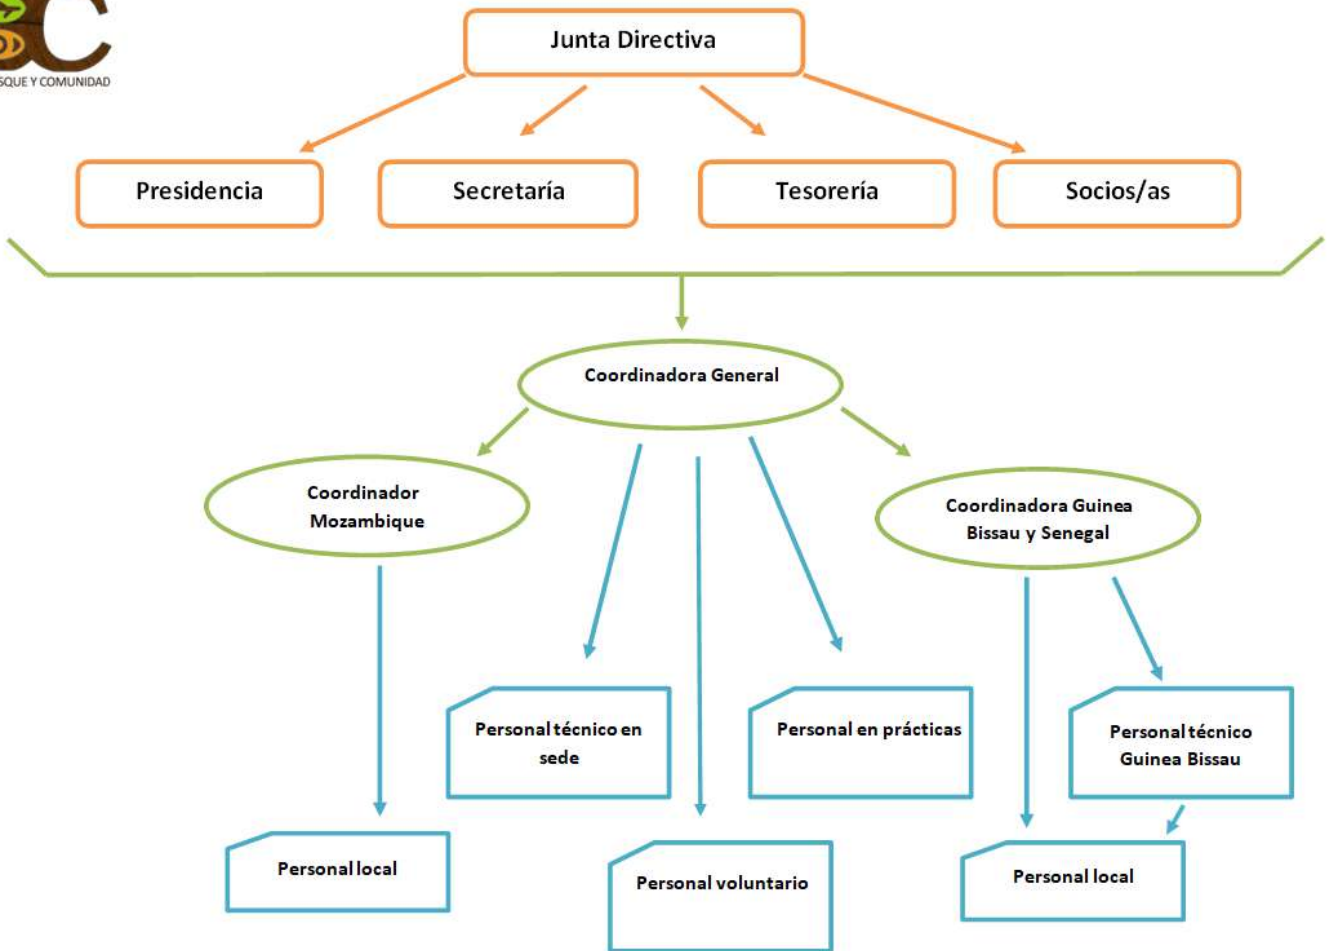 SC
SQUE Y COMUNIDAD
Junta Directiva
Presidencia
Secretaría
Tesorería
Socios/as
Coordinadora General
Coordinador
Mozambique
Coordinadora Guinea
Bissau y Senegal
Personal técnico en
sede
Personal en prácticas
Personal técnico
Guinea Bissau
Personal local
Personal voluntario
Personal local